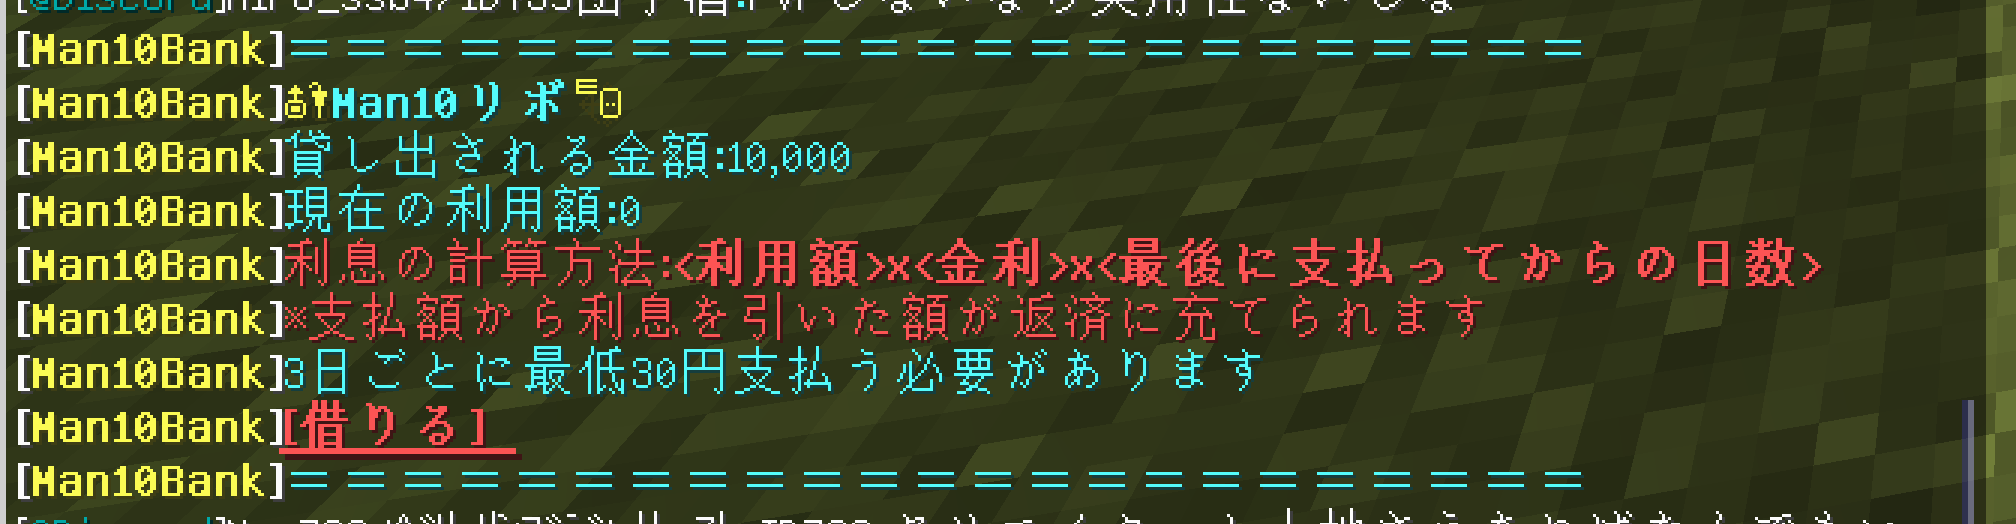 [Man10Bank]＝＝＝＝＝＝＝＝＝＝＝＝＝＝＝＝＝＝＝＝＝＝＝
[Man10Bank]Man10リボ
[Man10Bank]貸し出される金額:10,000
[Man10Bank]現在の利用額:0
[Man10Bank]利息の計算方法:<利用額>x<金利>x<最後に支払ってからの日数>
[Man10Bank]※支払額から利息を引いた額が返済に充てられます
[Man10Bank]3日ごとに最低30円支払う必要があります
[Man10Bank][借りる]
[Man10Bank]＝＝＝＝＝＝＝＝＝＝＝＝＝＝＝＝＝＝＝＝＝＝＝